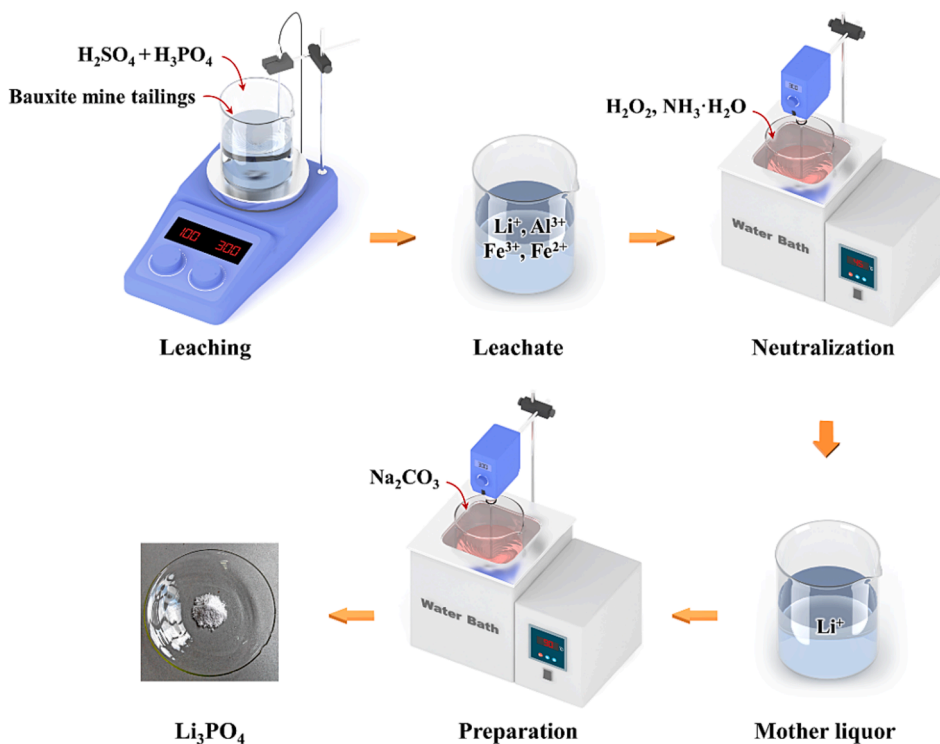 H₂SO₄ + H₃PO₄
Bauxite mine tailings
100 300
Leaching
Li⁺, Al³⁺
Fe³⁺, Fe²⁺
Leachate
H₂O₂, NH₃·H₂O
Water Bath
Neutralization
Li₃PO₄
Na₂CO₃
Water Bath
Preparation
Li⁺
Mother liquor